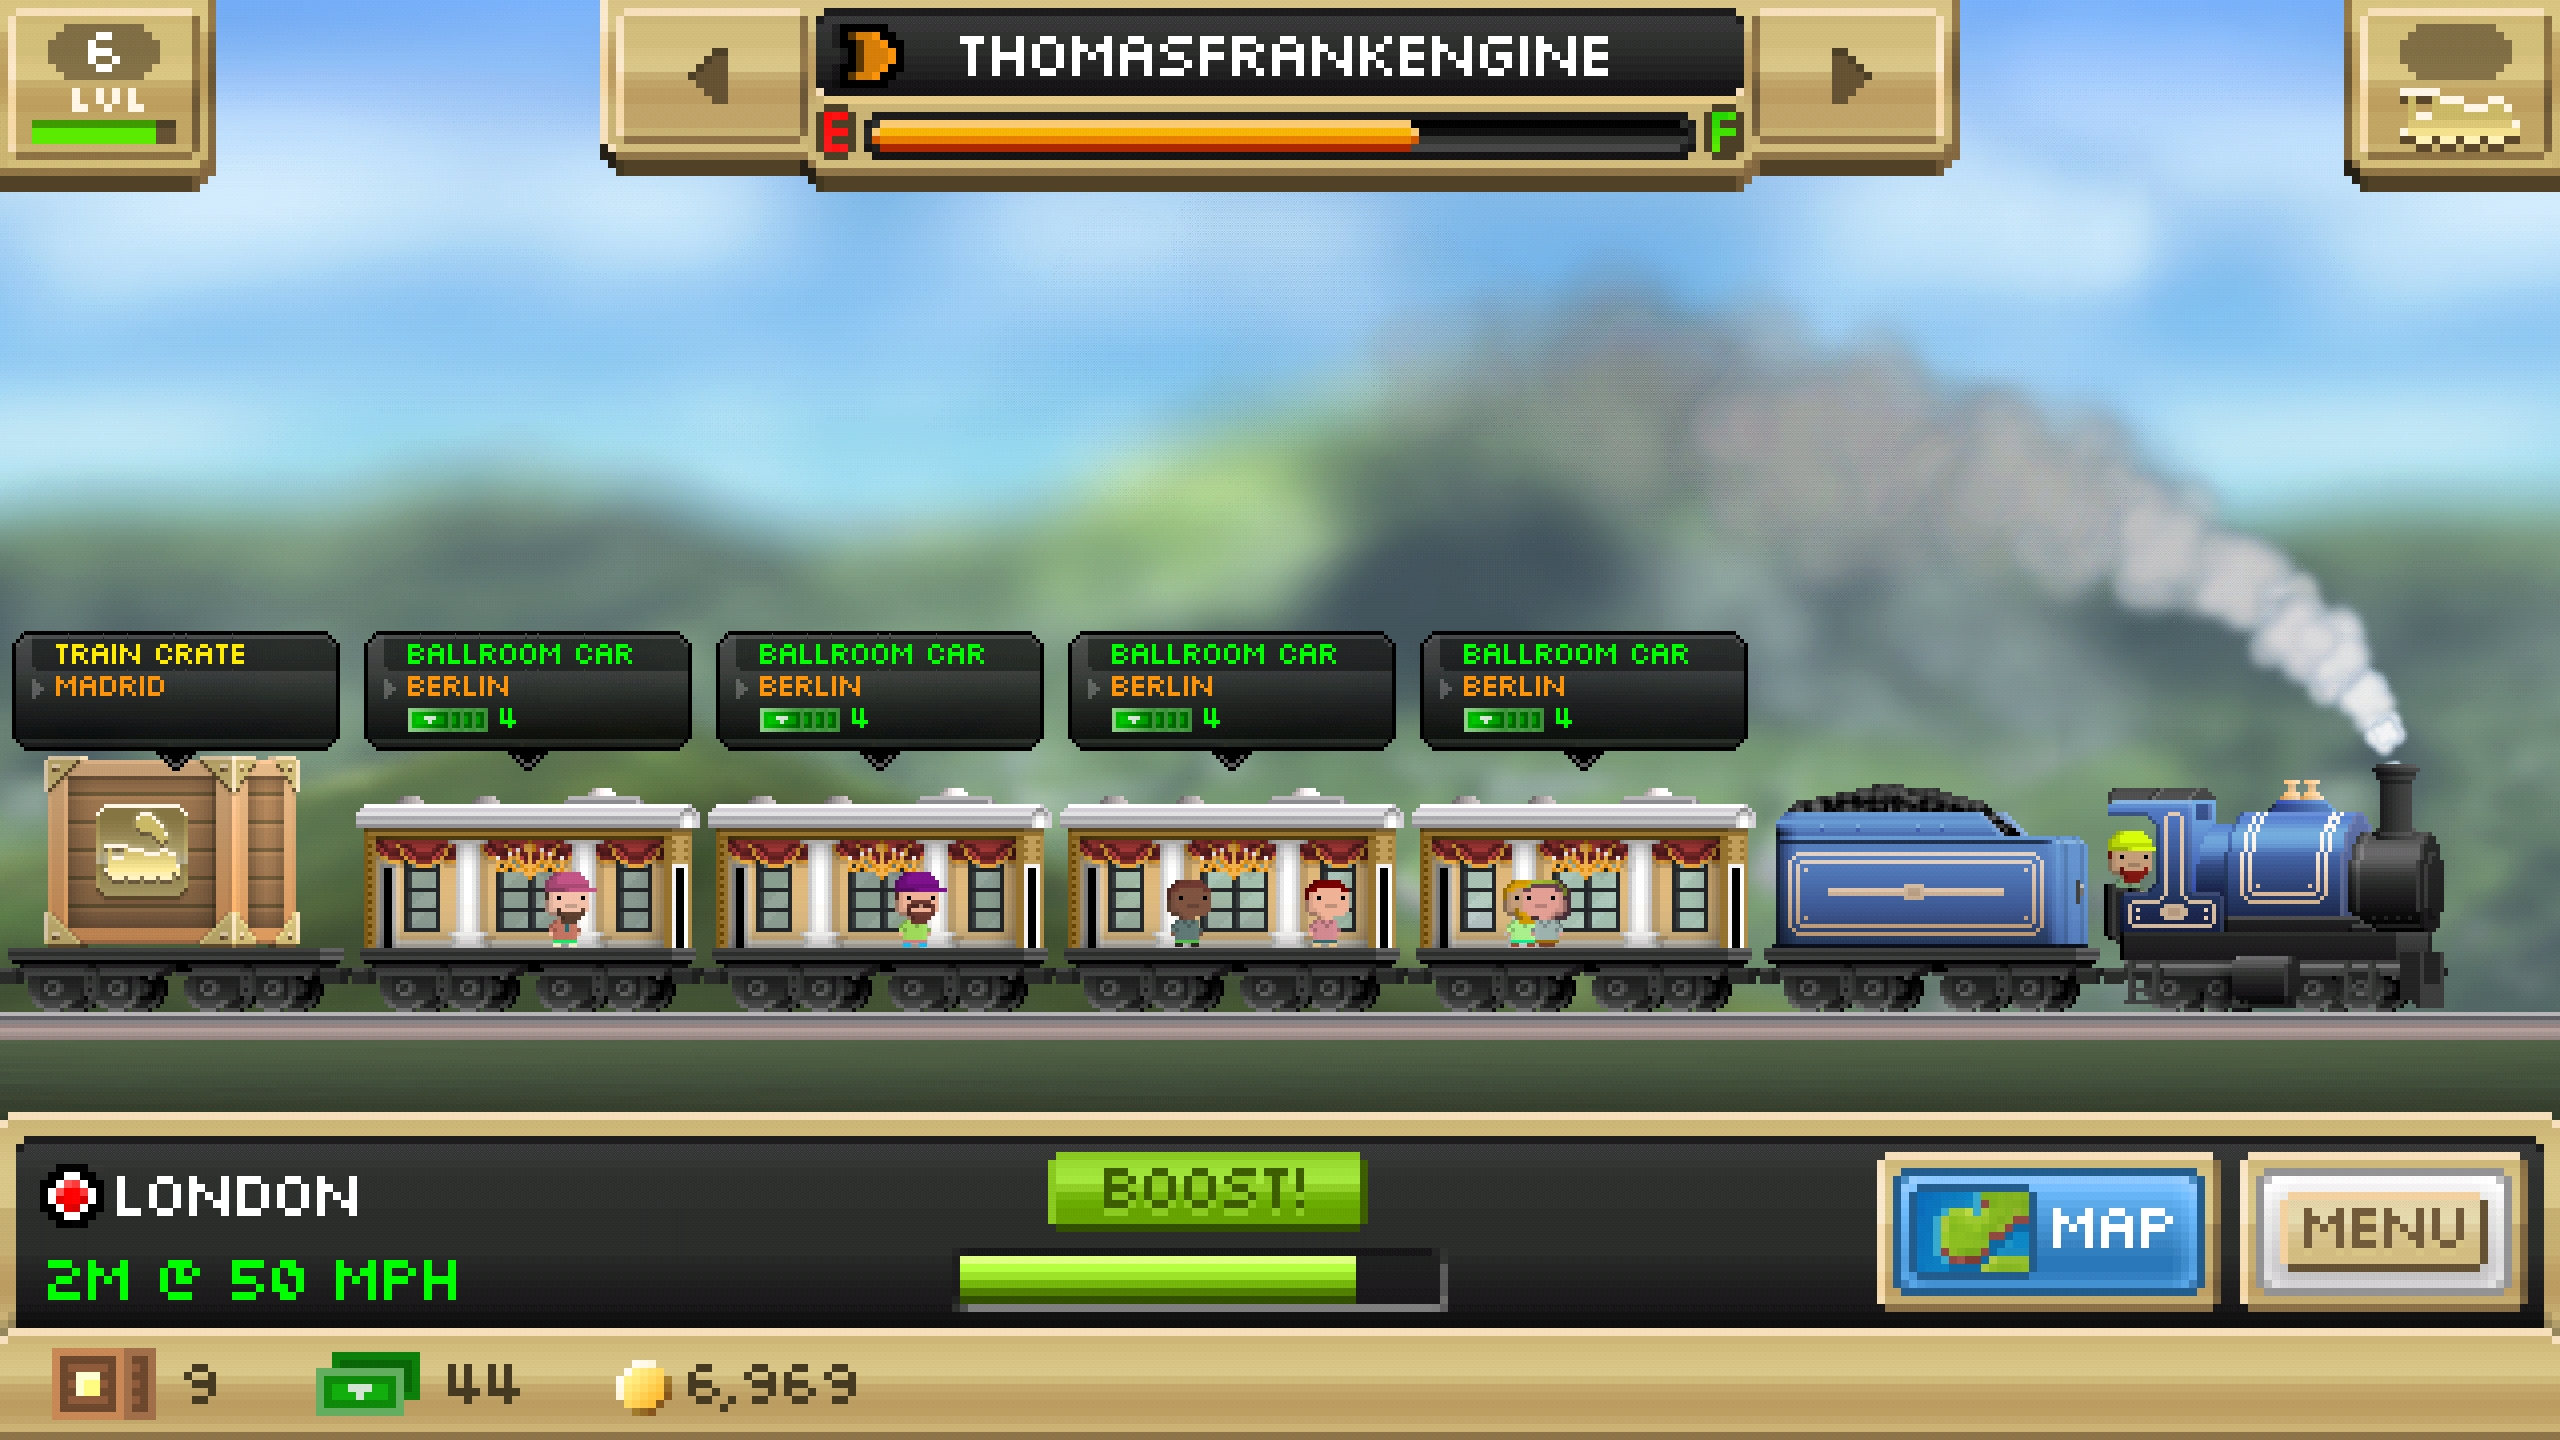 6
LVL
THOMASFRANKENGINE
E F
TRAIN CRATE
MADRID
BALLROOM CAR
BERLIN
4
BALLROOM CAR
BERLIN
4
BALLROOM CAR
BERLIN
4
BALLROOM CAR
BERLIN
4
LONDON
2M @ 50 MPH
BOOST!
MAP
MENU
9 44 6,969